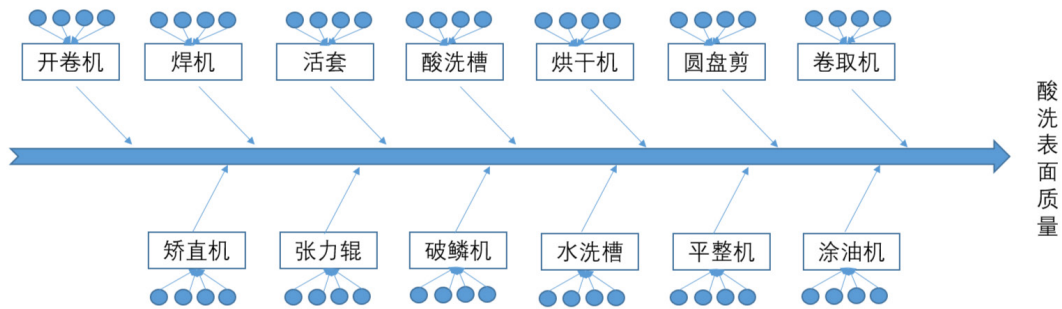 开卷机
焊机
活套
酸洗槽
烘干机
圆盘剪
卷取机
酸洗表面质量
矫直机
张力辊
破鳞机
水洗槽
平整机
涂油机